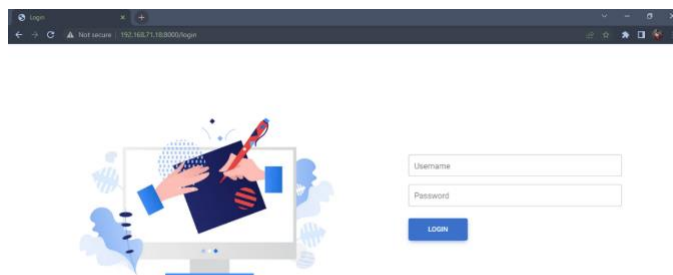 Login
Not secure 192.168.71.18:8000/login
Username
Password
LOGIN